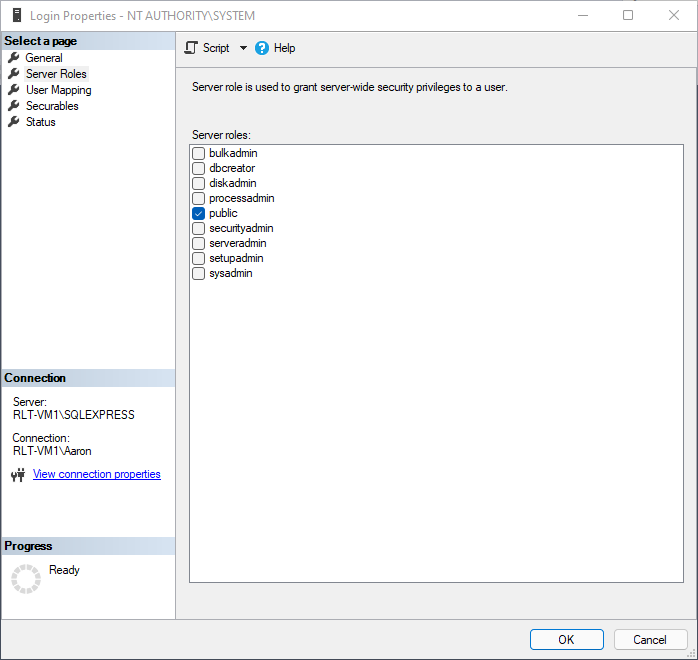 Login Properties - NT AUTHORITY\SYSTEM
Select a page
General
Server Roles
User Mapping
Securables
Status
Connection
Server:
RLT-VM1\SQLEXPRESS
Connection:
RLT-VM1\Aaron
View connection properties
Progress
Ready
Script
Help
Server role is used to grant server-wide security privileges to a user.
Server roles:
bulkadmin
dbcreator
diskadmin
processadmin
public
securityadmin
serveradmin
setupadmin
sysadmin
OK
Cancel